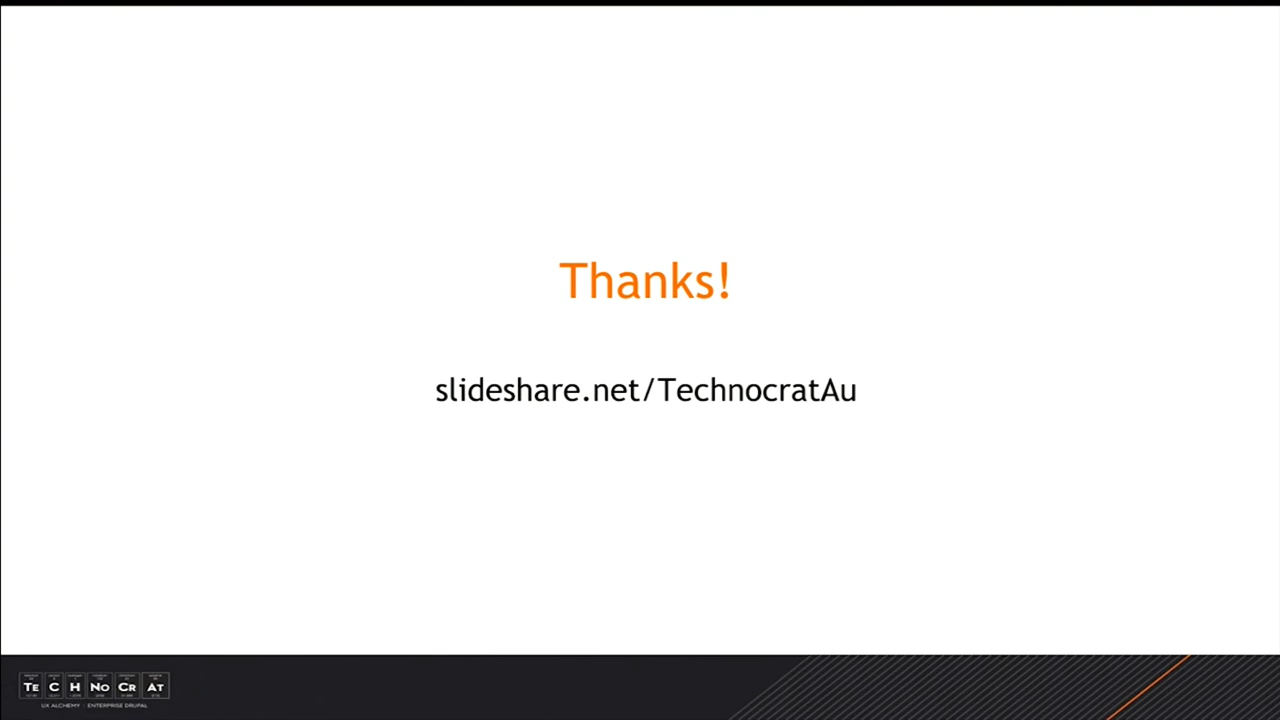 Thanks!
slideshare.net/TechnocratAu
Te C H No Cr At
UX ALCHEMY : ENTERPRISE DRUPAL